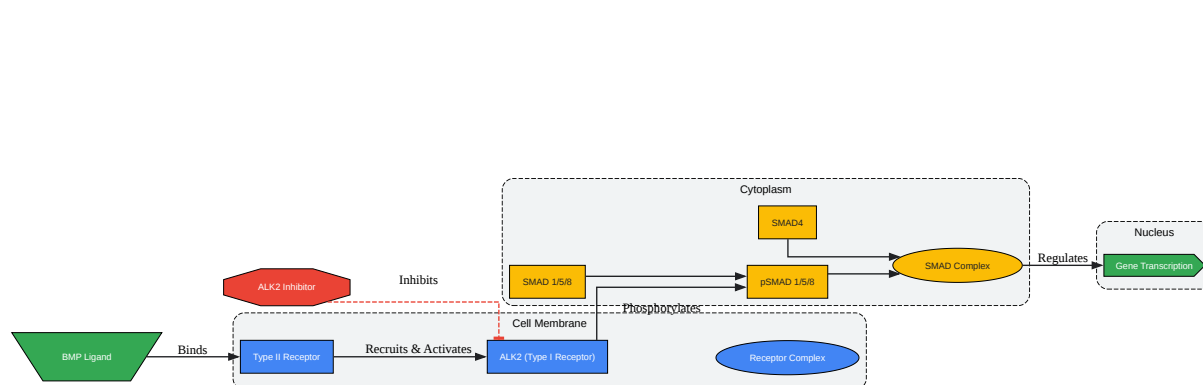 Cytoplasm
SMAD4
Nucleus
Regulates
SMAD Complex
Gene Transcription
Inhibits
SMAD 1/5/8
pSMAD 1/5/8
ALK2 Inhibitor
Phosphorylates
Cell Membrane
Binds
Recruits & Activates
BMP Ligand
Type II Receptor
ALK2 (Type I Receptor)
Receptor Complex